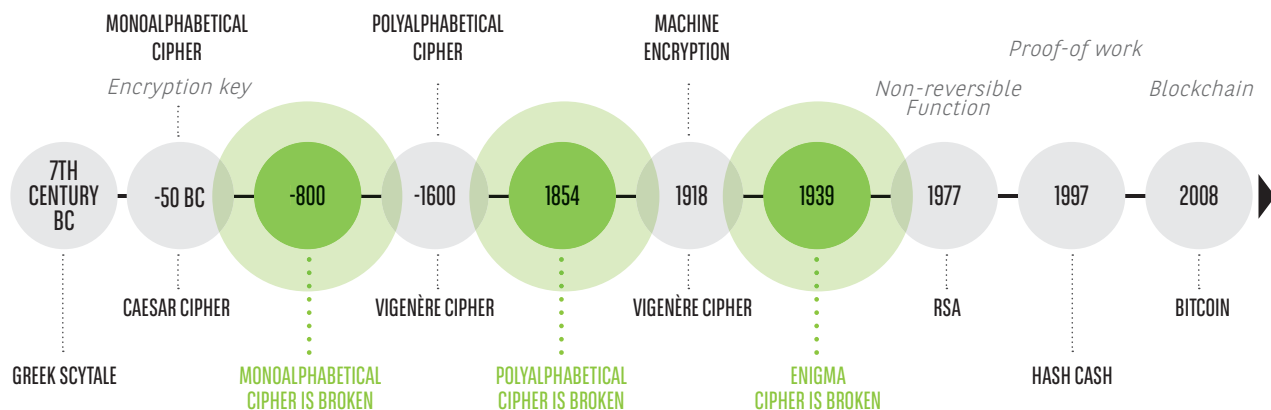 MONOALPHABETICAL
CIPHER
POLYALPHABETICAL
CIPHER
MACHINE
ENCRYPTION
Proof-of work
Encryption key
Non-reversible
Function
Blockchain
7TH
CENTURY
BC
-50 BC
-800
-1600
1854
1918
1939
1977
1997
2008
CAESAR CIPHER
VIGENÈRE CIPHER
VIGENÈRE CIPHER
RSA
BITCOIN
GREEK SCYTALE
MONOALPHABETICAL
CIPHER IS BROKEN
POLYALPHABETICAL
CIPHER IS BROKEN
ENIGMA
CIPHER IS BROKEN
HASH CASH